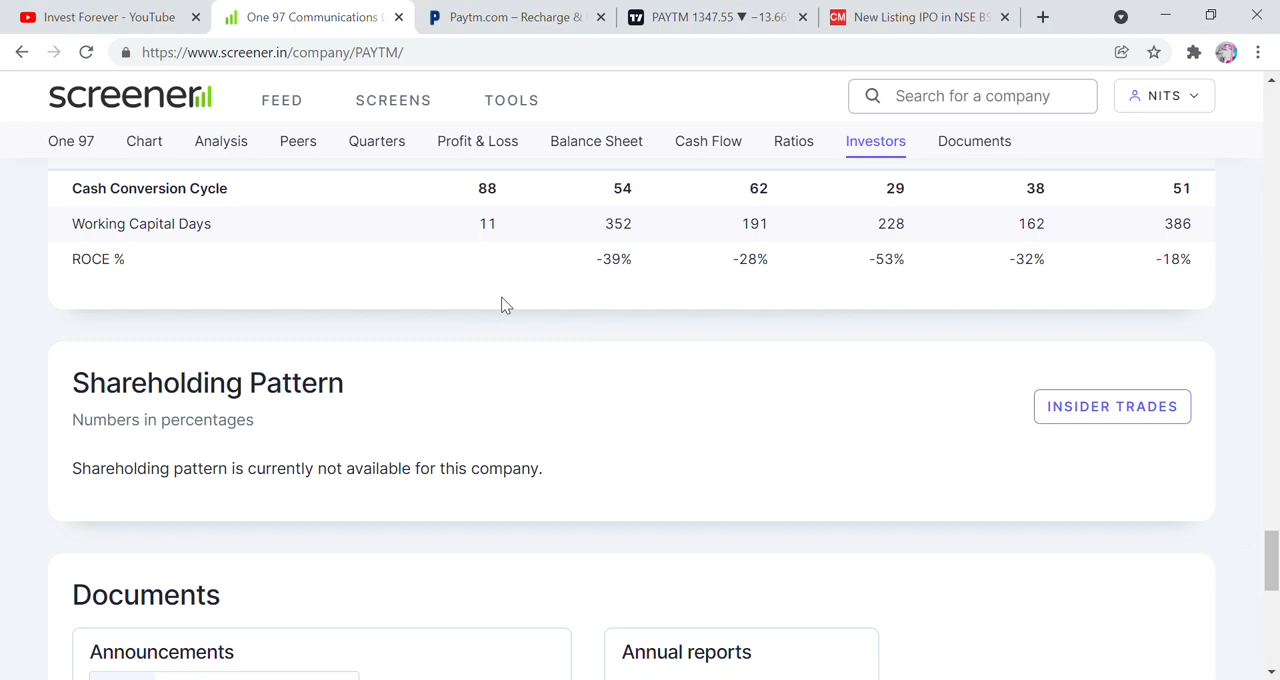 Invest Forever - YouTube
One 97 Communications L
Paytm.com – Recharge &
PAYTM 1347.55 ▼ −13.66
New Listing IPO in NSE BS
https://www.screener.in/company/PAYTM/
screener
FEED
SCREENS
TOOLS
Search for a company
NITS
One 97
Chart
Analysis
Peers
Quarters
Profit & Loss
Balance Sheet
Cash Flow
Ratios
Investors
Documents
Cash Conversion Cycle 88 54 62 29 38 51
Working Capital Days 11 352 191 228 162 386
ROCE % -39% -28% -53% -32% -18%
Shareholding Pattern
Numbers in percentages
INSIDER TRADES
Shareholding pattern is currently not available for this company.
Documents
Announcements
Annual reports